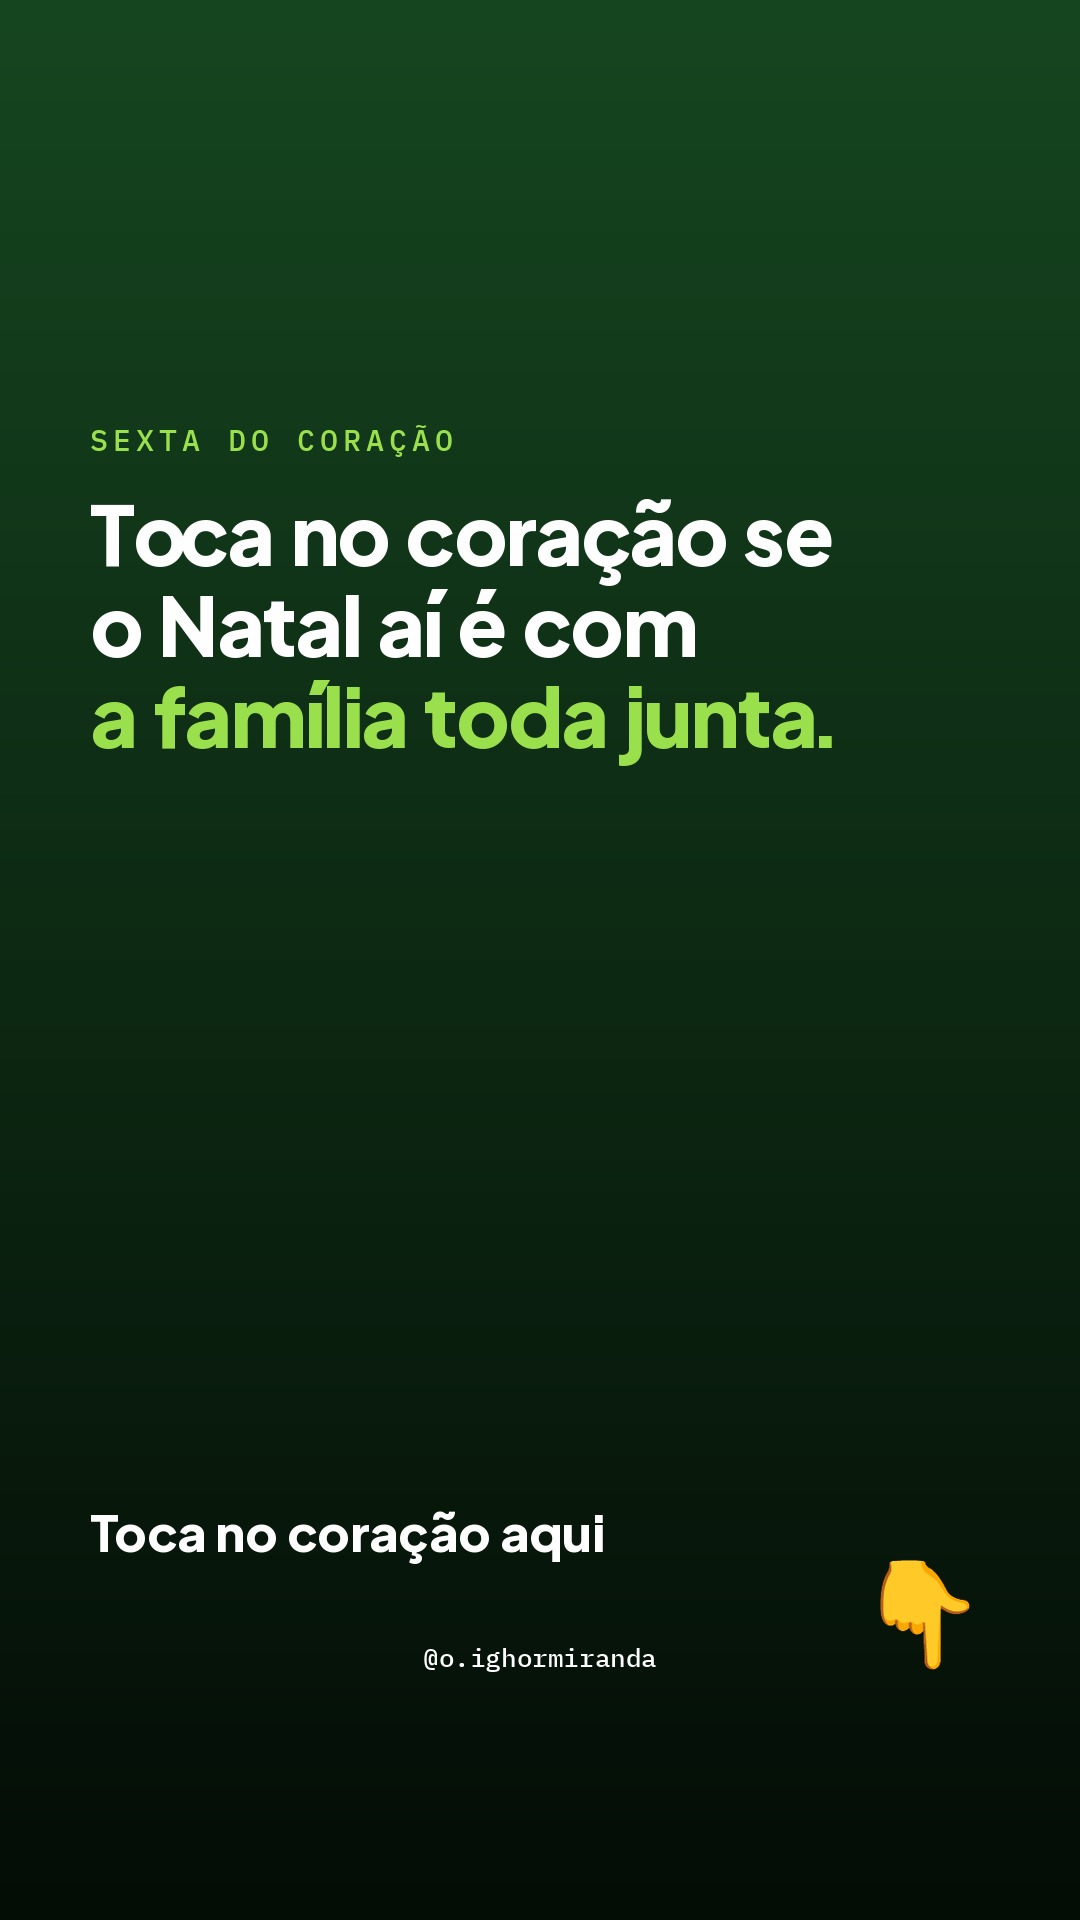 SEXTA DO CORAÇÃO
Toca no coração se
o Natal aí é com
a família toda junta.
Toca no coração aqui
@o.ighormiranda